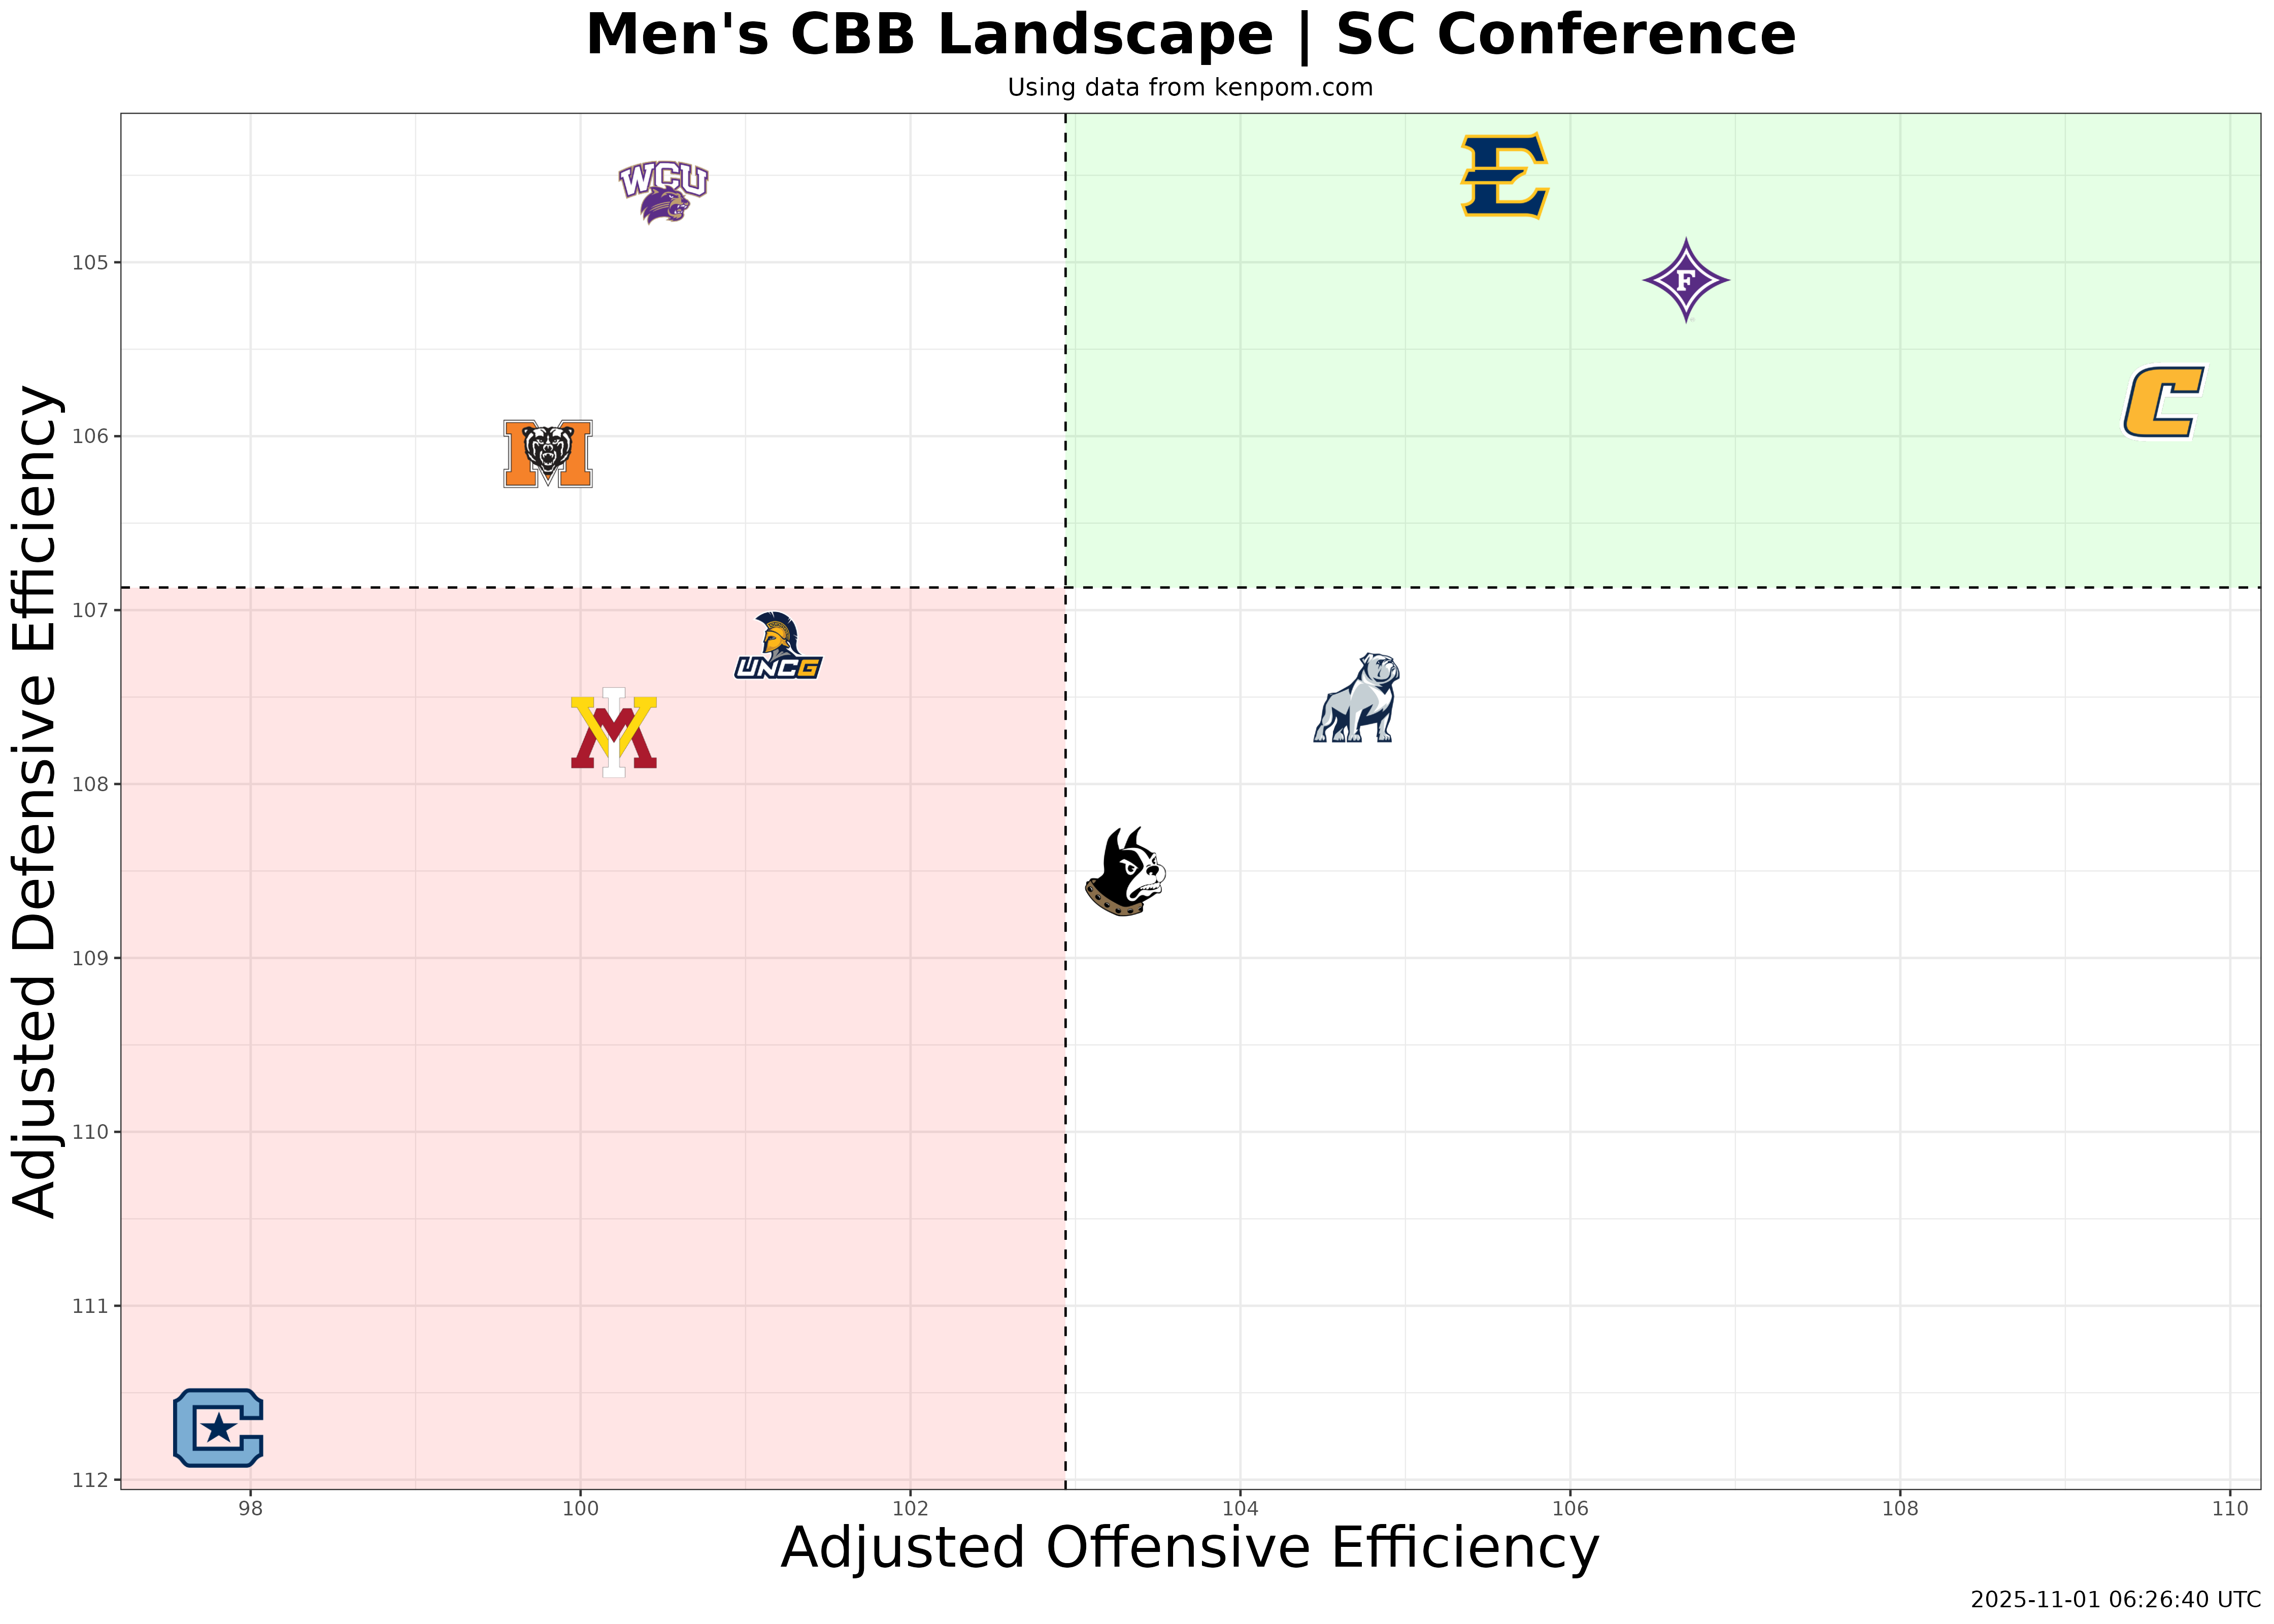 Men's CBB Landscape | SC Conference
Using data from kenpom.com
Adjusted Defensive Efficiency
105
106
107
108
109
110
111
112
WCU
F
M
C
UNCG
VMI
E
C
98
100
102
104
106
108
110
Adjusted Offensive Efficiency
2025-11-01 06:26:40 UTC